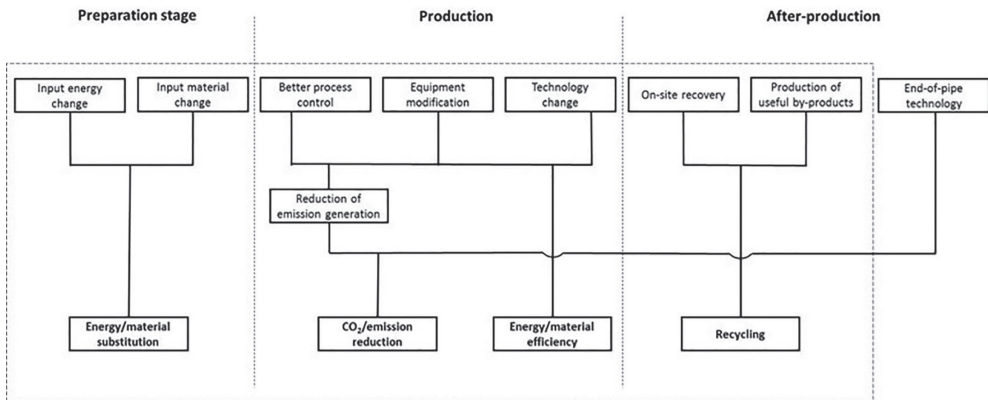 Preparation stage
Production
After-production
Input energy
change
Input material
change
Better process
control
Equipment
modification
Technology
change
On-site recovery
Production of
useful by-products
End-of-pipe
technology
Reduction of
emission generation
Energy/material
substitution
CO₂/emission
reduction
Energy/material
efficiency
Recycling